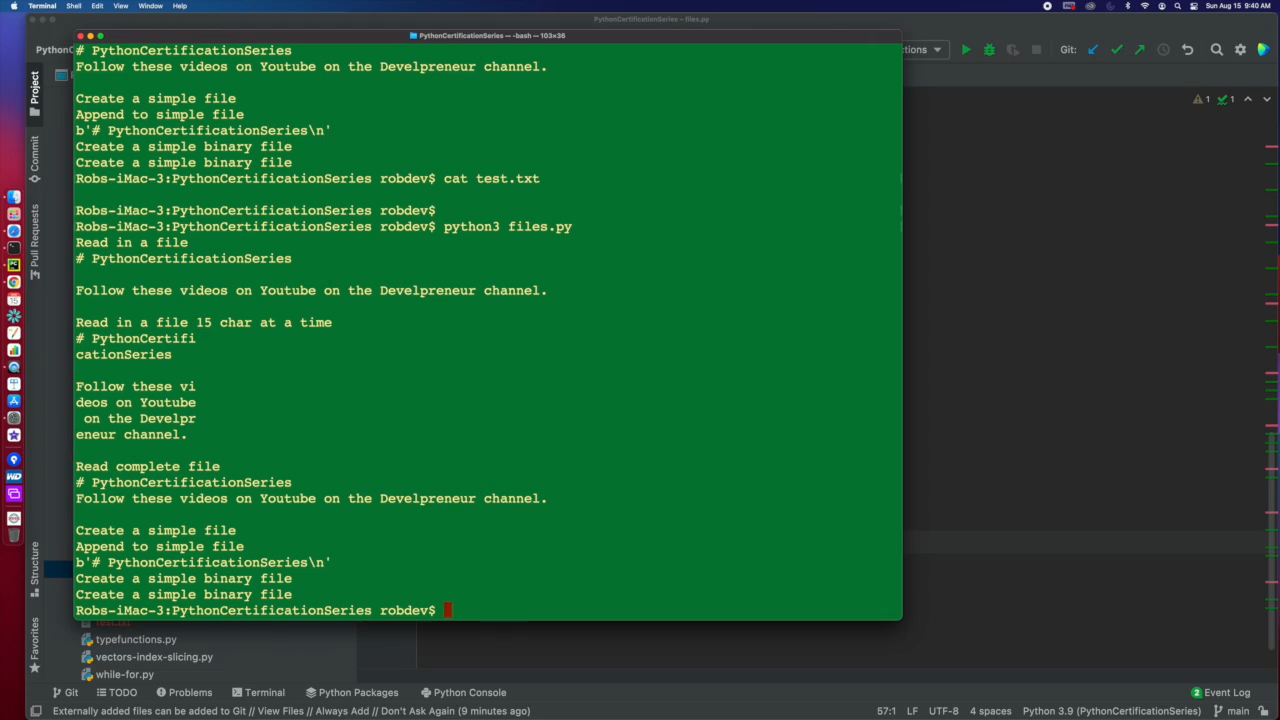 Terminal Shell Edit View Window Help
Sun Aug 15 9:40 AM
PythonCertificationSeries – files.py
PythonCertificationSeries — -bash — 103×36
PythonC
ctions
Git:
Project
Commit
Pull Requests
Structure
Favorites
1 1
# PythonCertificationSeries
Follow these videos on Youtube on the Develpreneur channel.
Create a simple file
Append to simple file
b'# PythonCertificationSeries\n'
Create a simple binary file
Create a simple binary file
Robs-iMac-3:PythonCertificationSeries robdev$ cat test.txt
Robs-iMac-3:PythonCertificationSeries robdev$
Robs-iMac-3:PythonCertificationSeries robdev$ python3 files.py
Read in a file
# PythonCertificationSeries
Follow these videos on Youtube on the Develpreneur channel.
Read in a file 15 char at a time
# PythonCertifi
cationSeries
Follow these vi
deos on Youtube
 on the Develpr
eneur channel.
Read complete file
# PythonCertificationSeries
Follow these videos on Youtube on the Develpreneur channel.
Create a simple file
Append to simple file
b'# PythonCertificationSeries\n'
Create a simple binary file
Create a simple binary file
Robs-iMac-3:PythonCertificationSeries robdev$
typefunctions.py
vectors-index-slicing.py
while-for.py
Git TODO Problems Terminal Python Packages Python Console
2 Event Log
Externally added files can be added to Git // View Files // Always Add // Don't Ask Again (9 minutes ago)
57:1 LF UTF-8 4 spaces Python 3.9 (PythonCertificationSeries) main